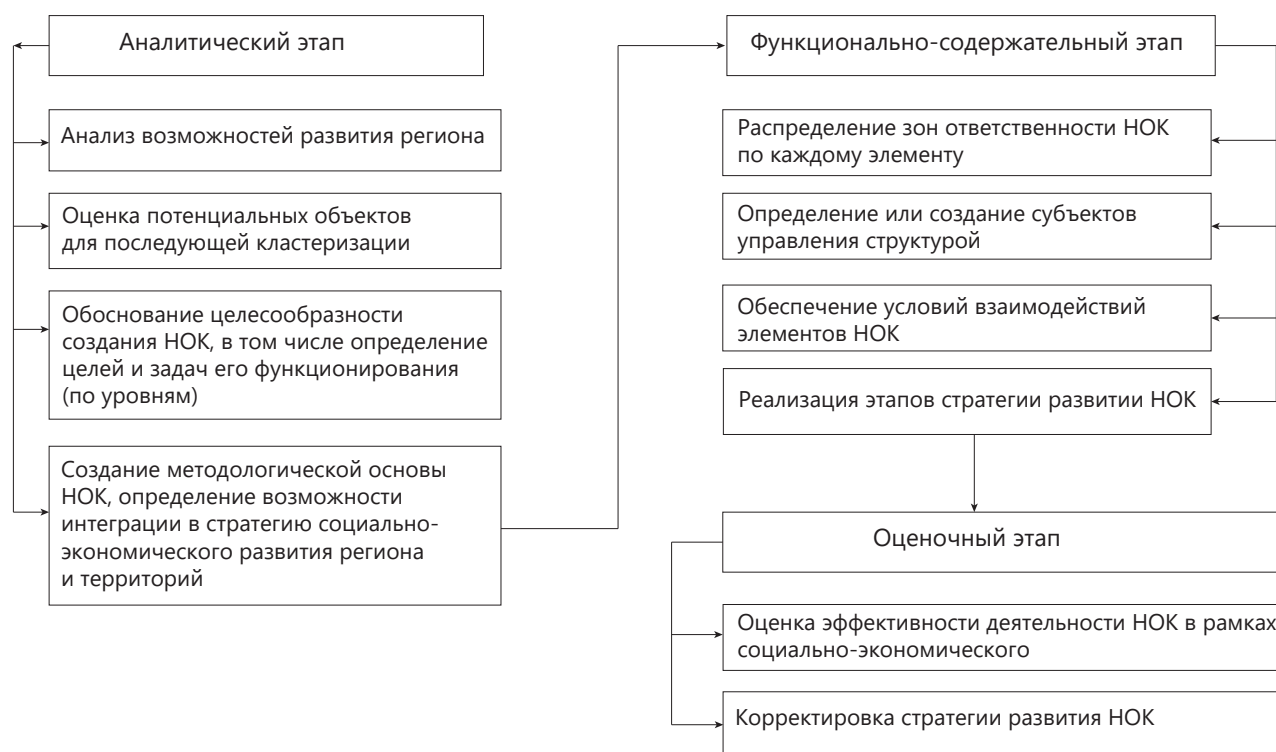 Аналитический этап
Анализ возможностей развития региона
Оценка потенциальных объектов
для последующей кластеризации
Обоснование целесообразности
создания НОК, в том числе определение
целей и задач его функционирования
(по уровням)
Создание методологической основы
НОК, определение возможности
интеграции в стратегию социально-
экономического развития региона
и территорий
Функционально-содержательный этап
Распределение зон ответственности НОК
по каждому элементу
Определение или создание субъектов
управления структурой
Обеспечение условий взаимодействий
элементов НОК
Реализация этапов стратегии развитии НОК
Оценочный этап
Оценка эффективности деятельности НОК в рамках
социально-экономического
Корректировка стратегии развития НОК